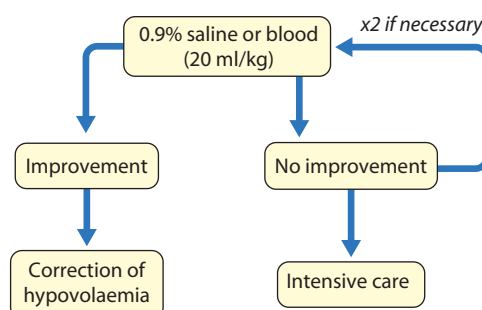 0.9% saline or blood
(20 ml/kg)
x2 if necessary
Improvement
No improvement
Correction of
hypovolaemia
Intensive care